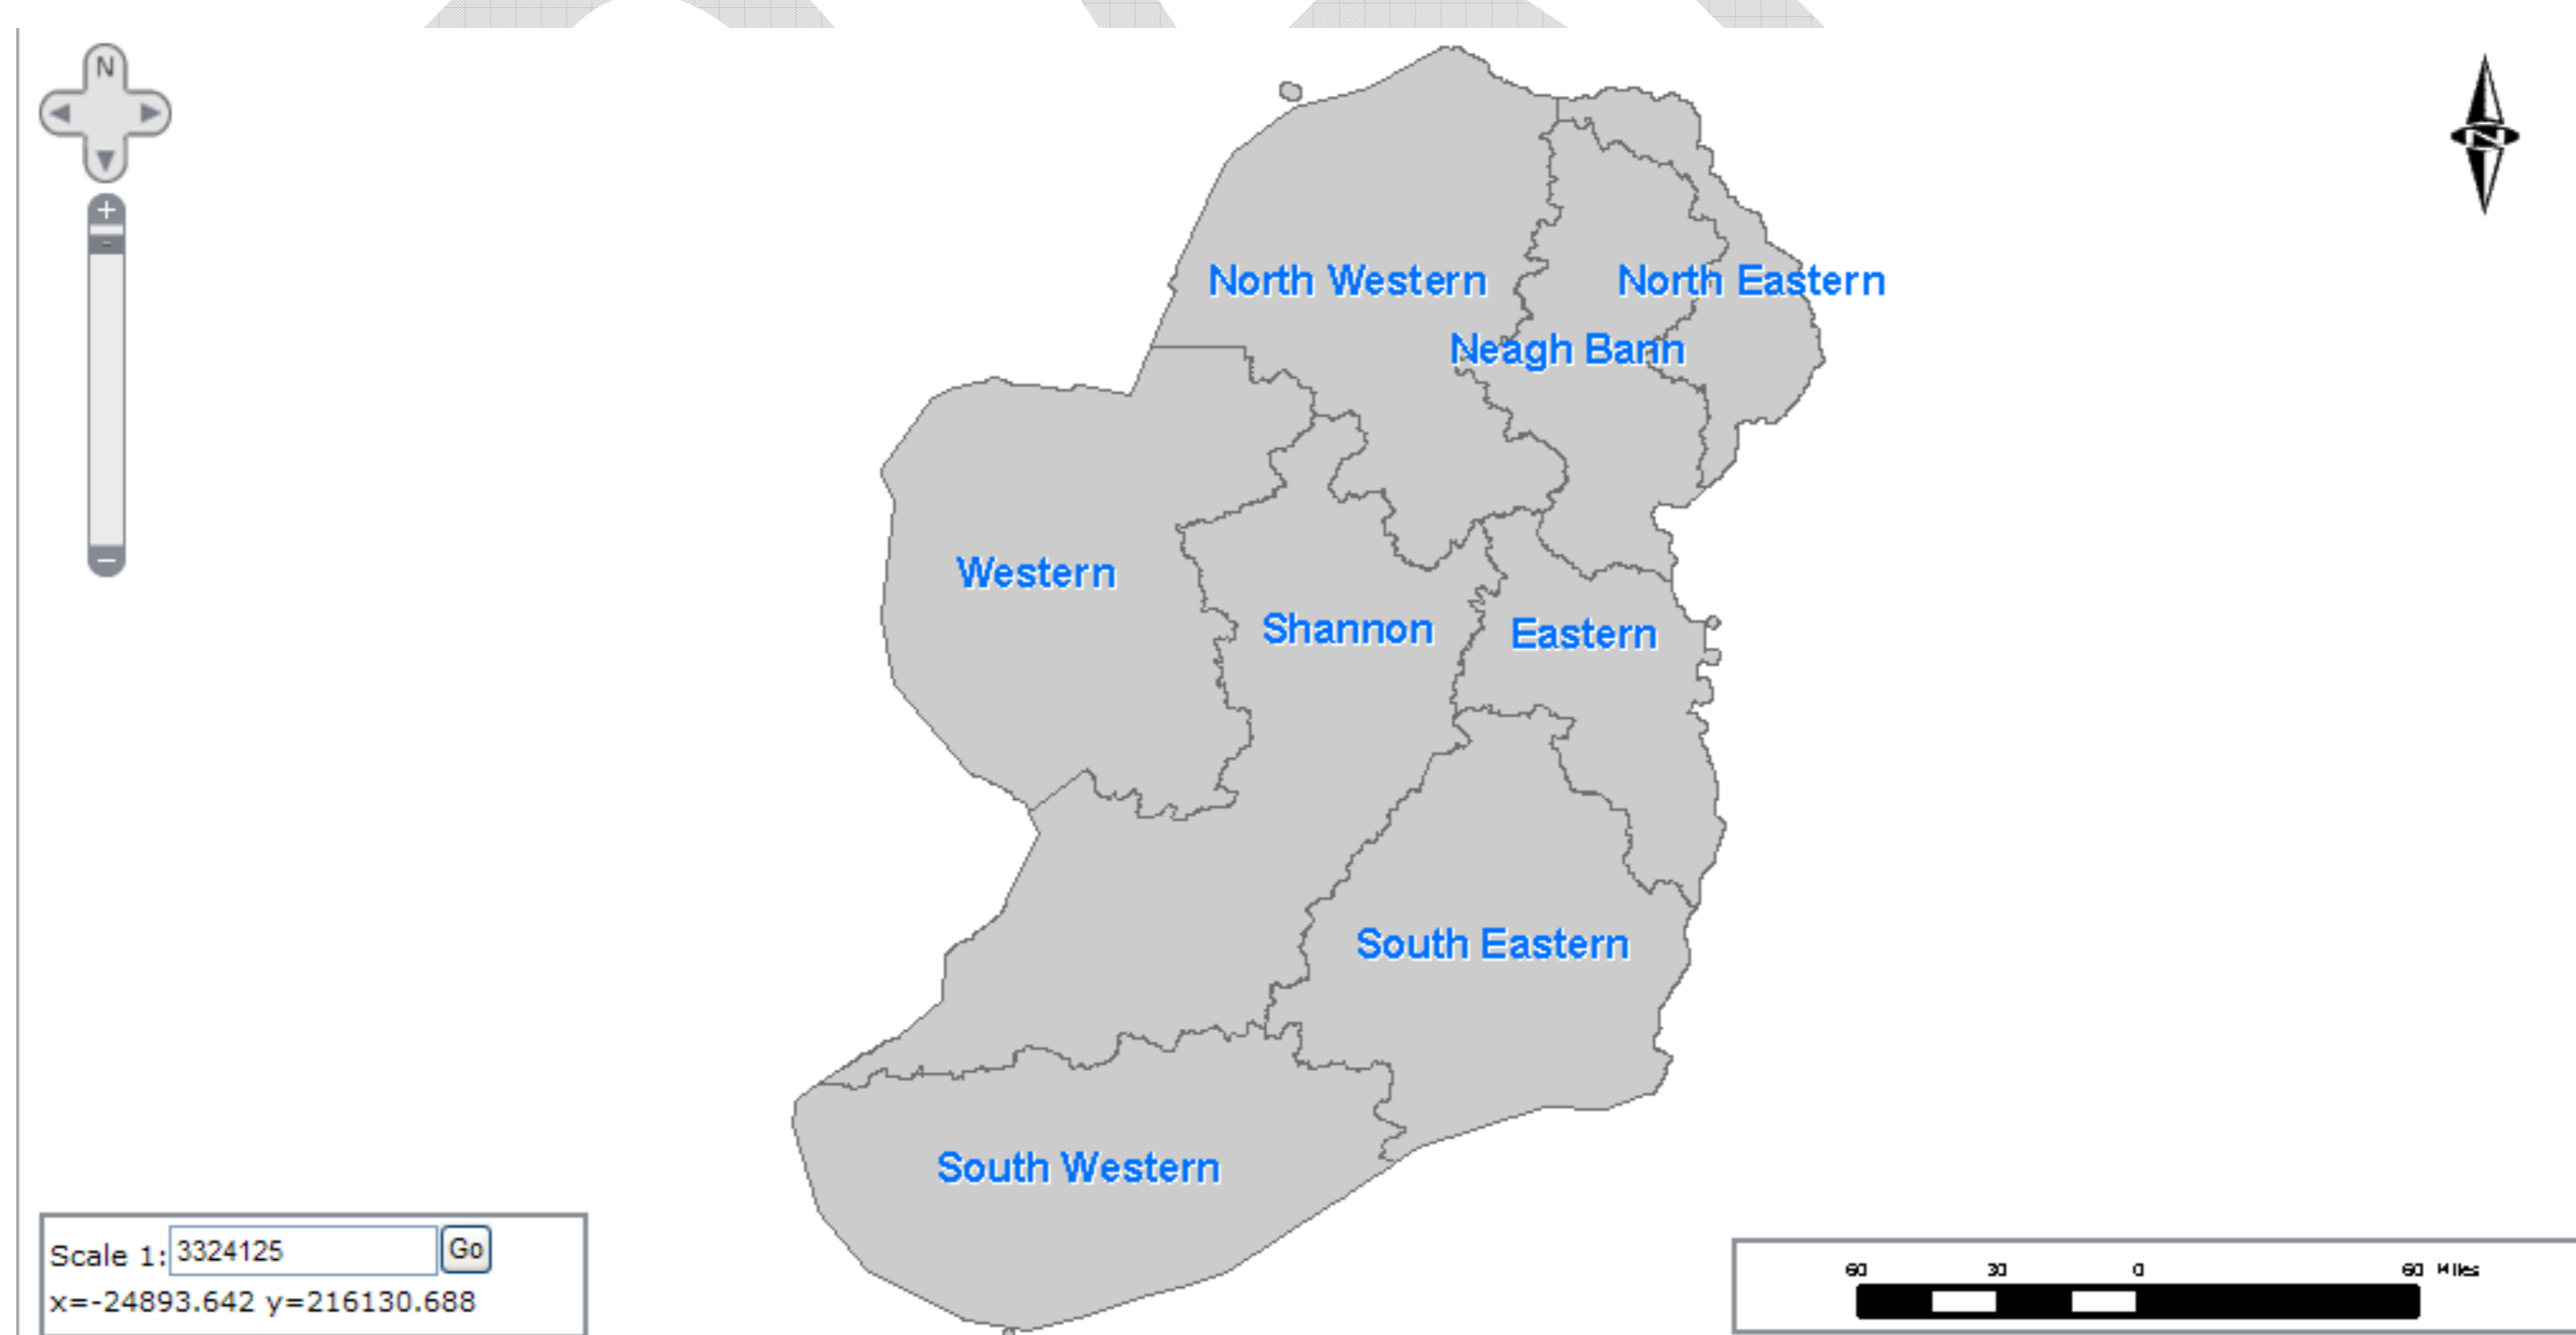 N
+
-
−
N
North Western
North Eastern
Neagh Bann
Western
Shannon
Eastern
South Eastern
South Western
Scale 1: 3324125 Go
x=-24893.642 y=216130.688
60 30 0 60 Miles